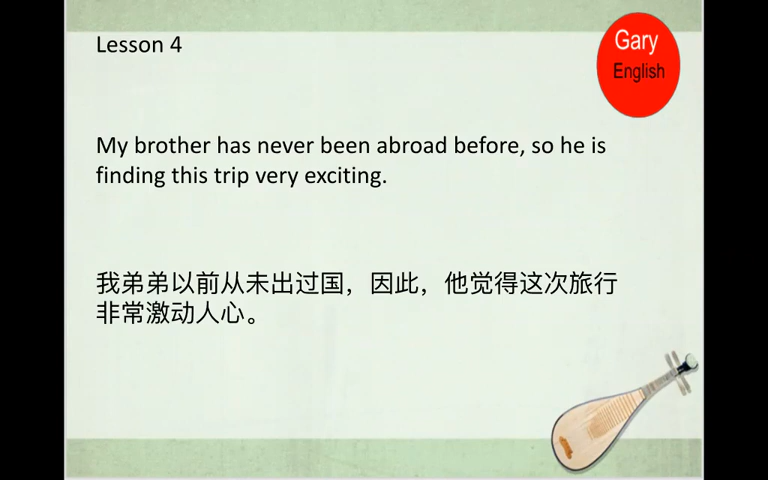 Lesson 4
Gary
English
My brother has never been abroad before, so he is
finding this trip very exciting.
我弟弟以前从未出过国，因此，他觉得这次旅行
非常激动人心。